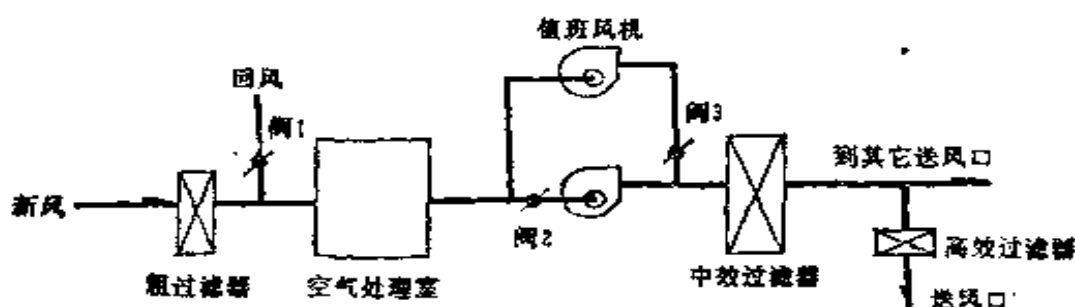 值班风机
回风
阀1
阀3
到其它送风口
新风
阀2
高效过滤器
粗过滤器
空气处理室
中效过滤器
送风口